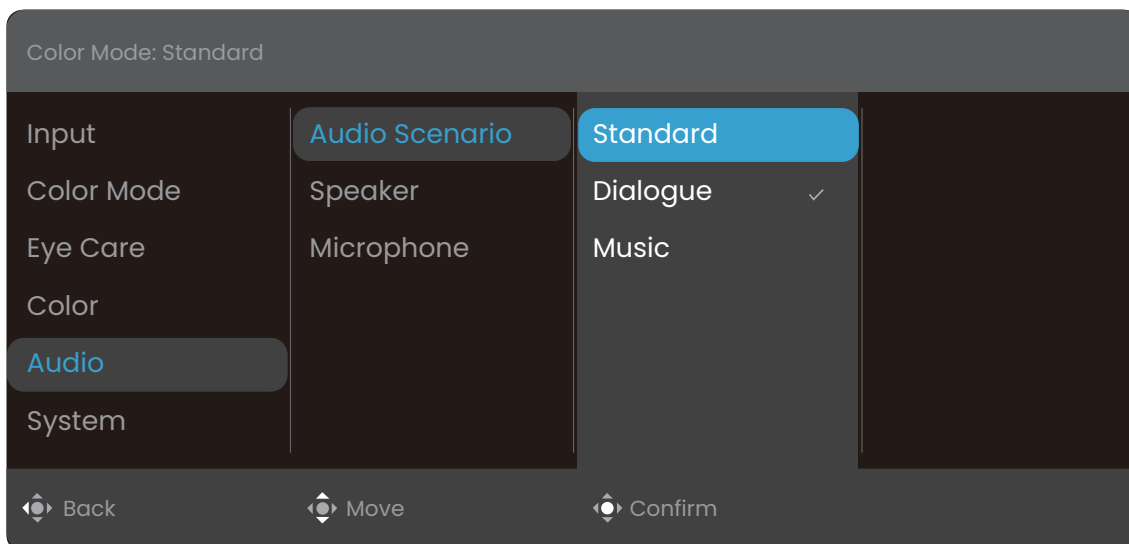 Color Mode: Standard
Input
Color Mode
Eye Care
Color
Audio
System
Audio Scenario
Speaker
Microphone
Standard
Dialogue
Music
Back
Move
Confirm